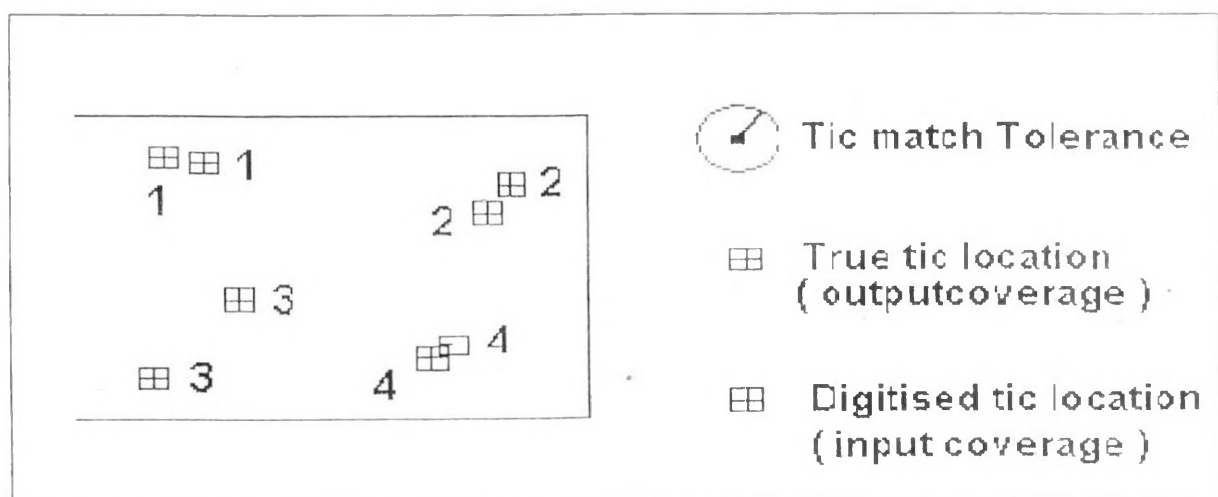 1
1
2
2
3
3
4
4
Tic match Tolerance
True tic location
( outputcoverage )
Digitised tic location
( input coverage )